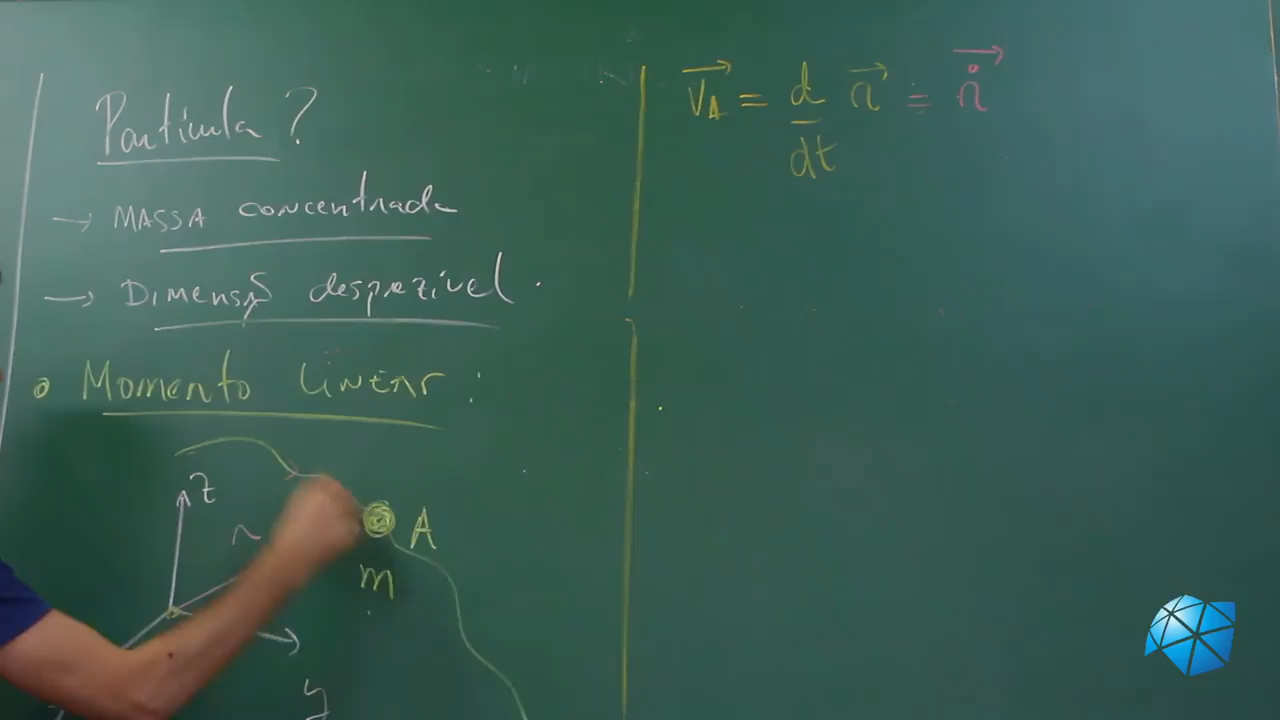 Partícula?
→ MASSA concentrada
→ Dimensão desprezível.
• Momento linear:
z
r
A
m
y
V_A = d/dt r = ṙ